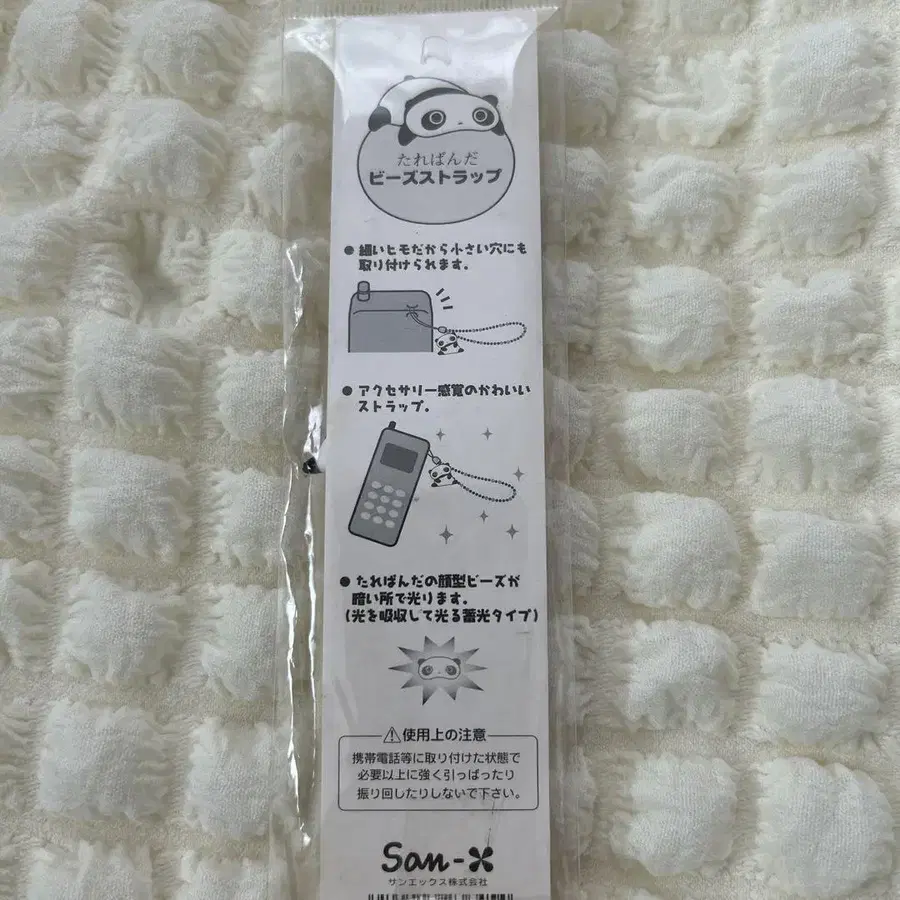 たれぱんだ
ビーズストラップ
● 細いヒモだから小さい穴にも
取り付けられます。
● アクセサリー感覚のかわいい
ストラップ。
● たれぱんだの顔型ビーズが
暗い所で光ります。
(光を吸収して光る蓄光タイプ)
⚠使用上の注意
携帯電話等に取り付けた状態で
必要以上に強く引っぱったり
振り回したりしないで下さい。
San-X
サンエックス株式会社